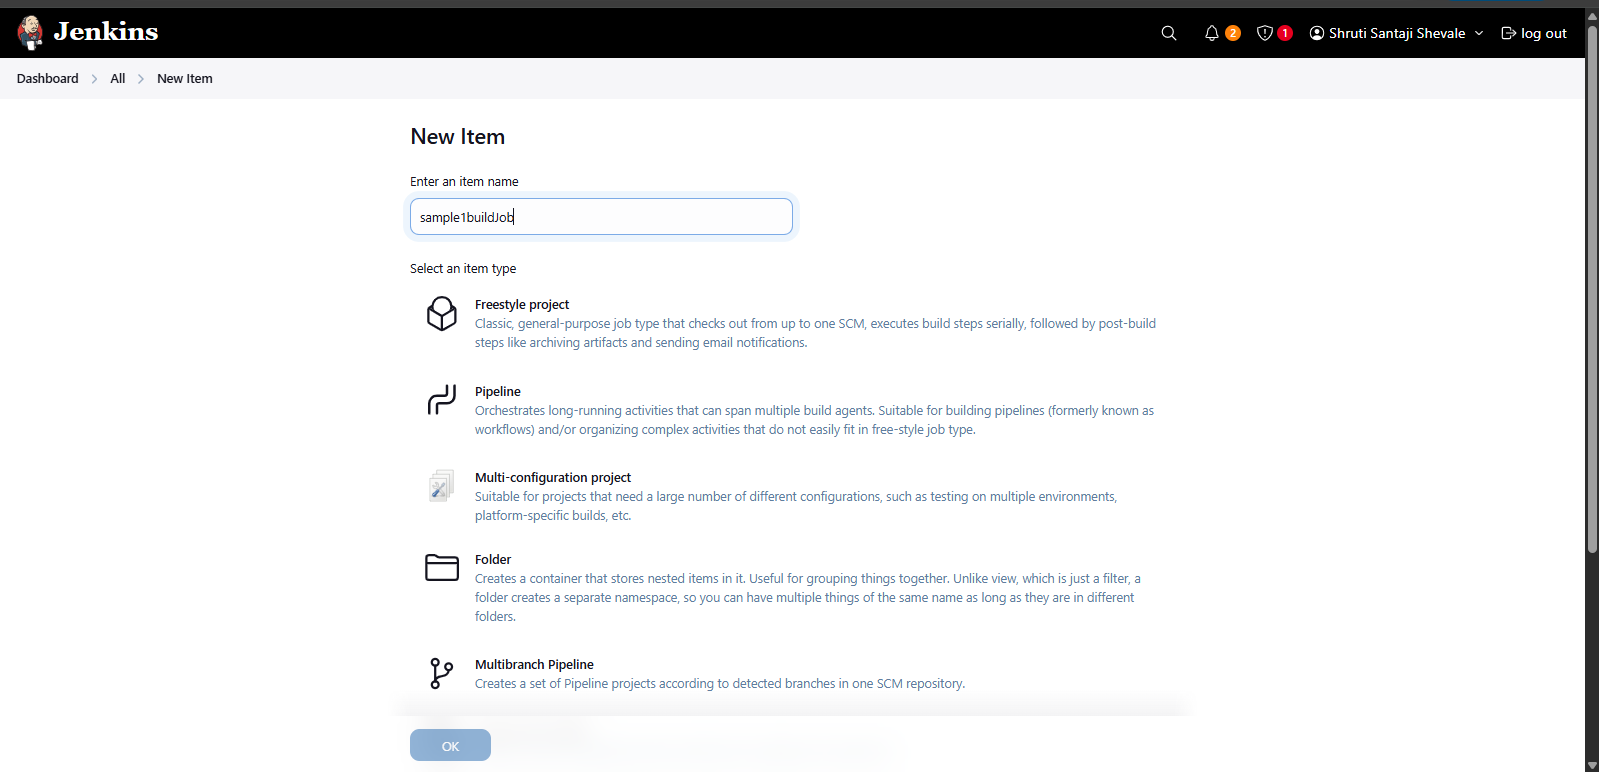 Jenkins
2
1
Shruti Santaji Shevale
log out
Dashboard
All
New Item
New Item
Enter an item name
sample1buildJob
Select an item type
Freestyle project
Classic, general-purpose job type that checks out from up to one SCM, executes build steps serially, followed by post-build
steps like archiving artifacts and sending email notifications.
Pipeline
Orchestrates long-running activities that can span multiple build agents. Suitable for building pipelines (formerly known as
workflows) and/or organizing complex activities that do not easily fit in free-style job type.
Multi-configuration project
Suitable for projects that need a large number of different configurations, such as testing on multiple environments,
platform-specific builds, etc.
Folder
Creates a container that stores nested items in it. Useful for grouping things together. Unlike view, which is just a filter, a
folder creates a separate namespace, so you can have multiple things of the same name as long as they are in different
folders.
Multibranch Pipeline
Creates a set of Pipeline projects according to detected branches in one SCM repository.
OK